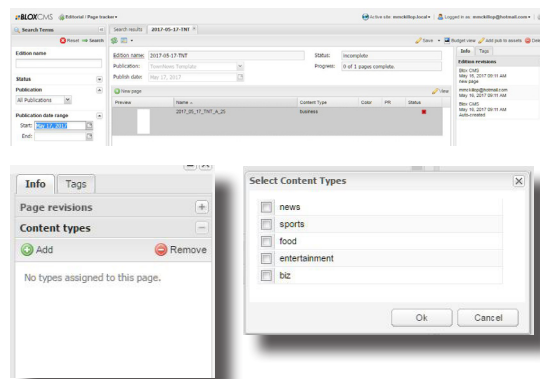 BLOXCMS Editorial \ Page tracker
Active site: mmckillop.local Logged in as mmckillop@hotmail.com
Search Terms
Search results 2017-05-17-TNT
Reset Search
Save Budget view add pub to assets
Edition name
Edition name: 2017-05-17-TNT
Status: Incomplete
Info Tags
Publication: Townnews Template
Progress: 0 of 1 pages complete.
Edition revisions
Publish date: May 17, 2017
Blox CMS
May 16, 2017 09:11 AM
new page
Status
Publication
New page
View
mmckillop@hotmail.com
May 16, 2017 09:11 AM
All Publications
Preview Name Content Type Color PR Status
Blox CMS
May 16, 2017 09:11 AM
Auto-created
2017_05_17_TNT_A_25 business
Publication date range
Start: May 17, 2017
End:
Info Tags
Page revisions
Content types
Add Remove
No types assigned to this page.
Select Content Types
news
sports
food
entertainment
biz
Ok Cancel